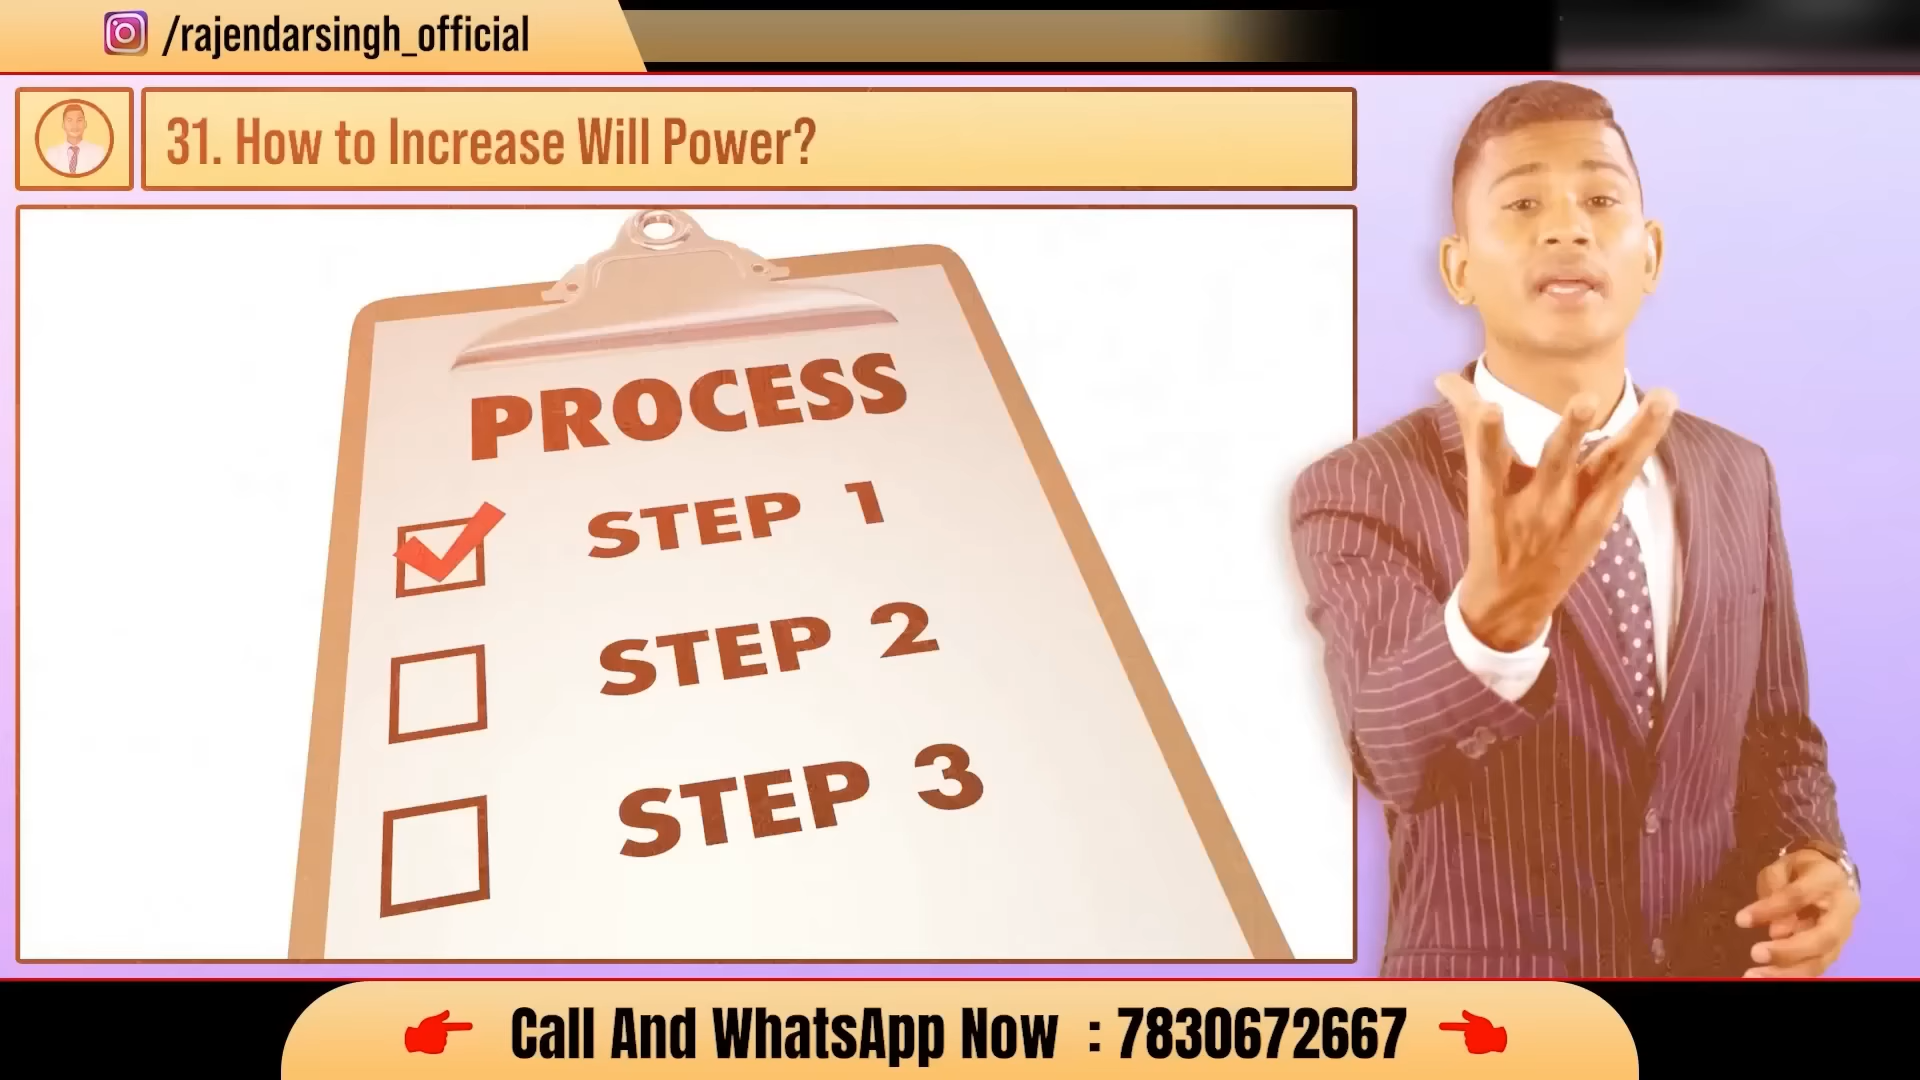 /rajendarsingh_official
31. How to Increase Will Power?
PROCESS
STEP 1
STEP 2
STEP 3
Call And WhatsApp Now : 7830672667